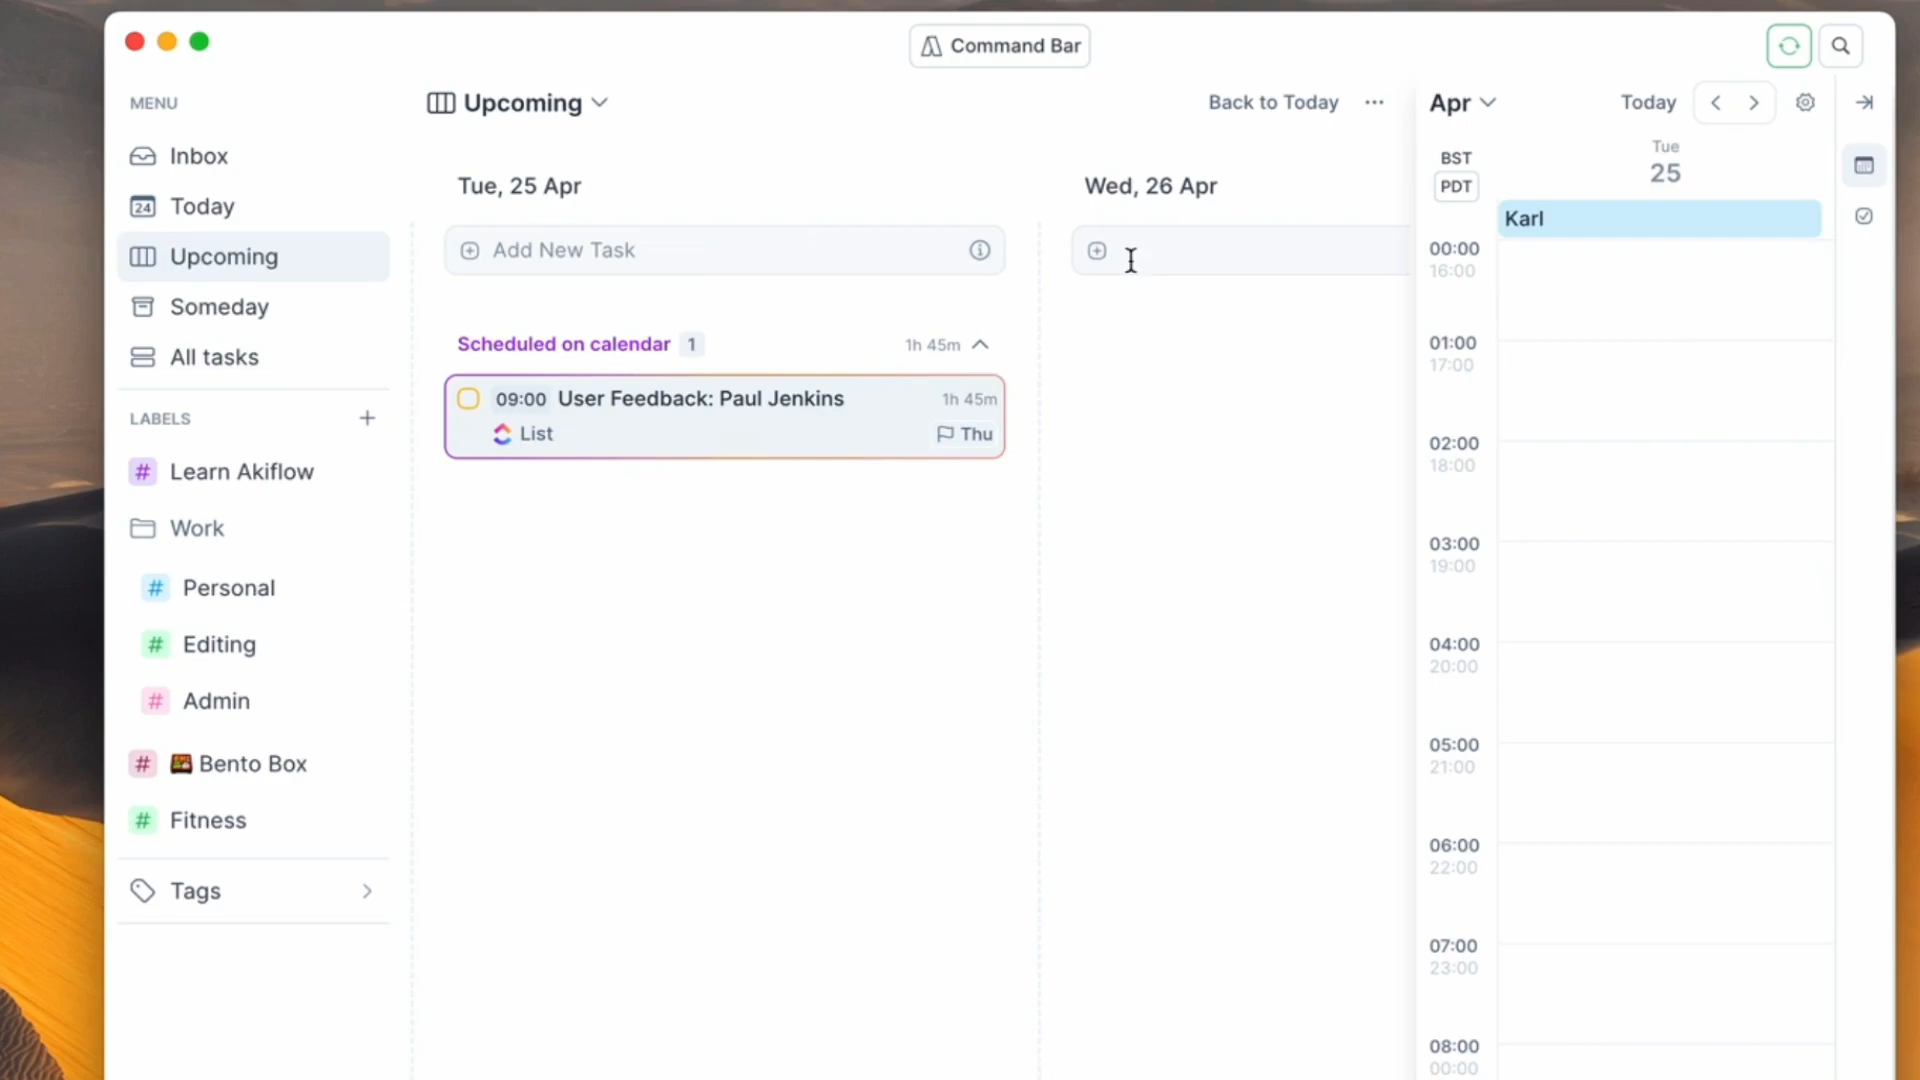 Command Bar
MENU
Inbox
24
Today
Upcoming
Someday
All tasks
LABELS
# Learn Akiflow
Work
# Personal
# Editing
# Admin
# Bento Box
# Fitness
Tags
Upcoming
Back to Today
Tue, 25 Apr
Add New Task
Scheduled on calendar 1
1h 45m
09:00 User Feedback: Paul Jenkins
1h 45m
List
Thu
Wed, 26 Apr
Apr
Today
Tue
25
BST
PDT
Karl
00:00
16:00
01:00
17:00
02:00
18:00
03:00
19:00
04:00
20:00
05:00
21:00
06:00
22:00
07:00
23:00
08:00
00:00